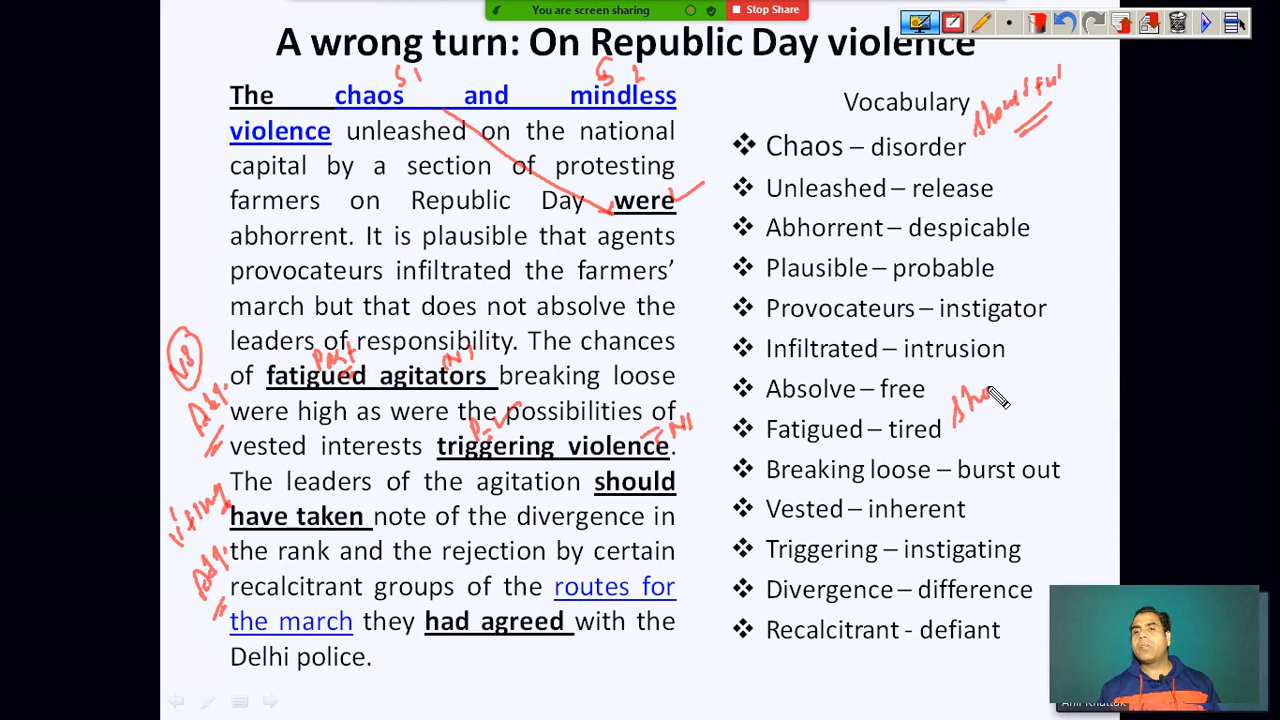 You are screen sharing
Stop Share
A wrong turn: On Republic Day violence
S1
S 2
The chaos and mindless
violence unleashed on the national
capital by a section of protesting
farmers on Republic Day were
abhorrent. It is plausible that agents
provocateurs infiltrated the farmers’
march but that does not absolve the
leaders of responsibility. The chances
Past
of fatigued agitators breaking loose
were high as were the possibilities of
vested interests triggering violence.
The leaders of the agitation should
have taken note of the divergence in
the rank and the rejection by certain
recalcitrant groups of the routes for
the march they had agreed with the
Delhi police.
V3
Adj.
Ving
Adj.
Vocabulary
❖ Chaos – disorder
❖ Unleashed – release
❖ Abhorrent – despicable
❖ Plausible – probable
❖ Provocateurs – instigator
❖ Infiltrated – intrusion
❖ Absolve – free
❖ Fatigued – tired
❖ Breaking loose – burst out
❖ Vested – inherent
❖ Triggering – instigating
❖ Divergence – difference
❖ Recalcitrant - defiant